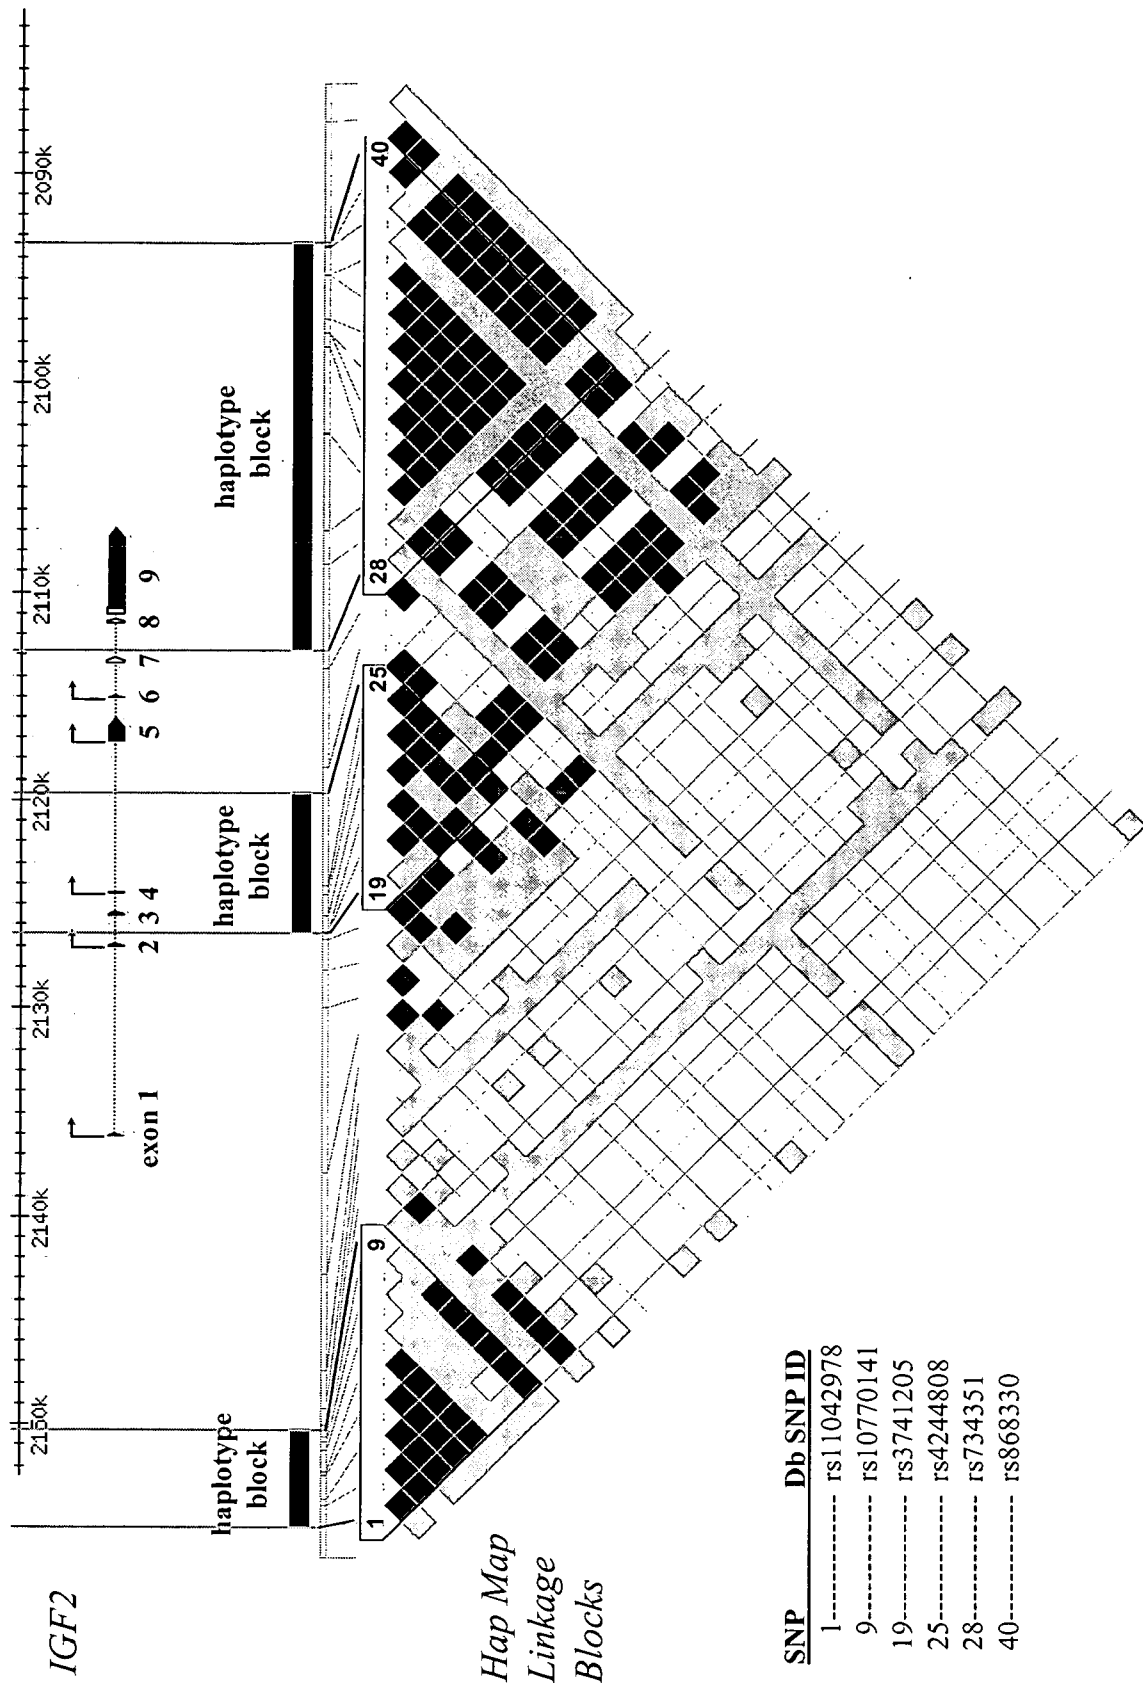 IGF2
2150k 2140k 2130k 2120k 2110k 2100k 2090k
exon 1 2 3 4 5 6 7 8 9
haplotype
block
haplotype
block
haplotype
block
1 9 19 25 28 40
Hap Map
Linkage
Blocks
SNP Db SNP ID
1----------- rs11042978
9----------- rs10770141
19----------- rs3741205
25----------- rs4244808
28----------- rs734351
40----------- rs868330